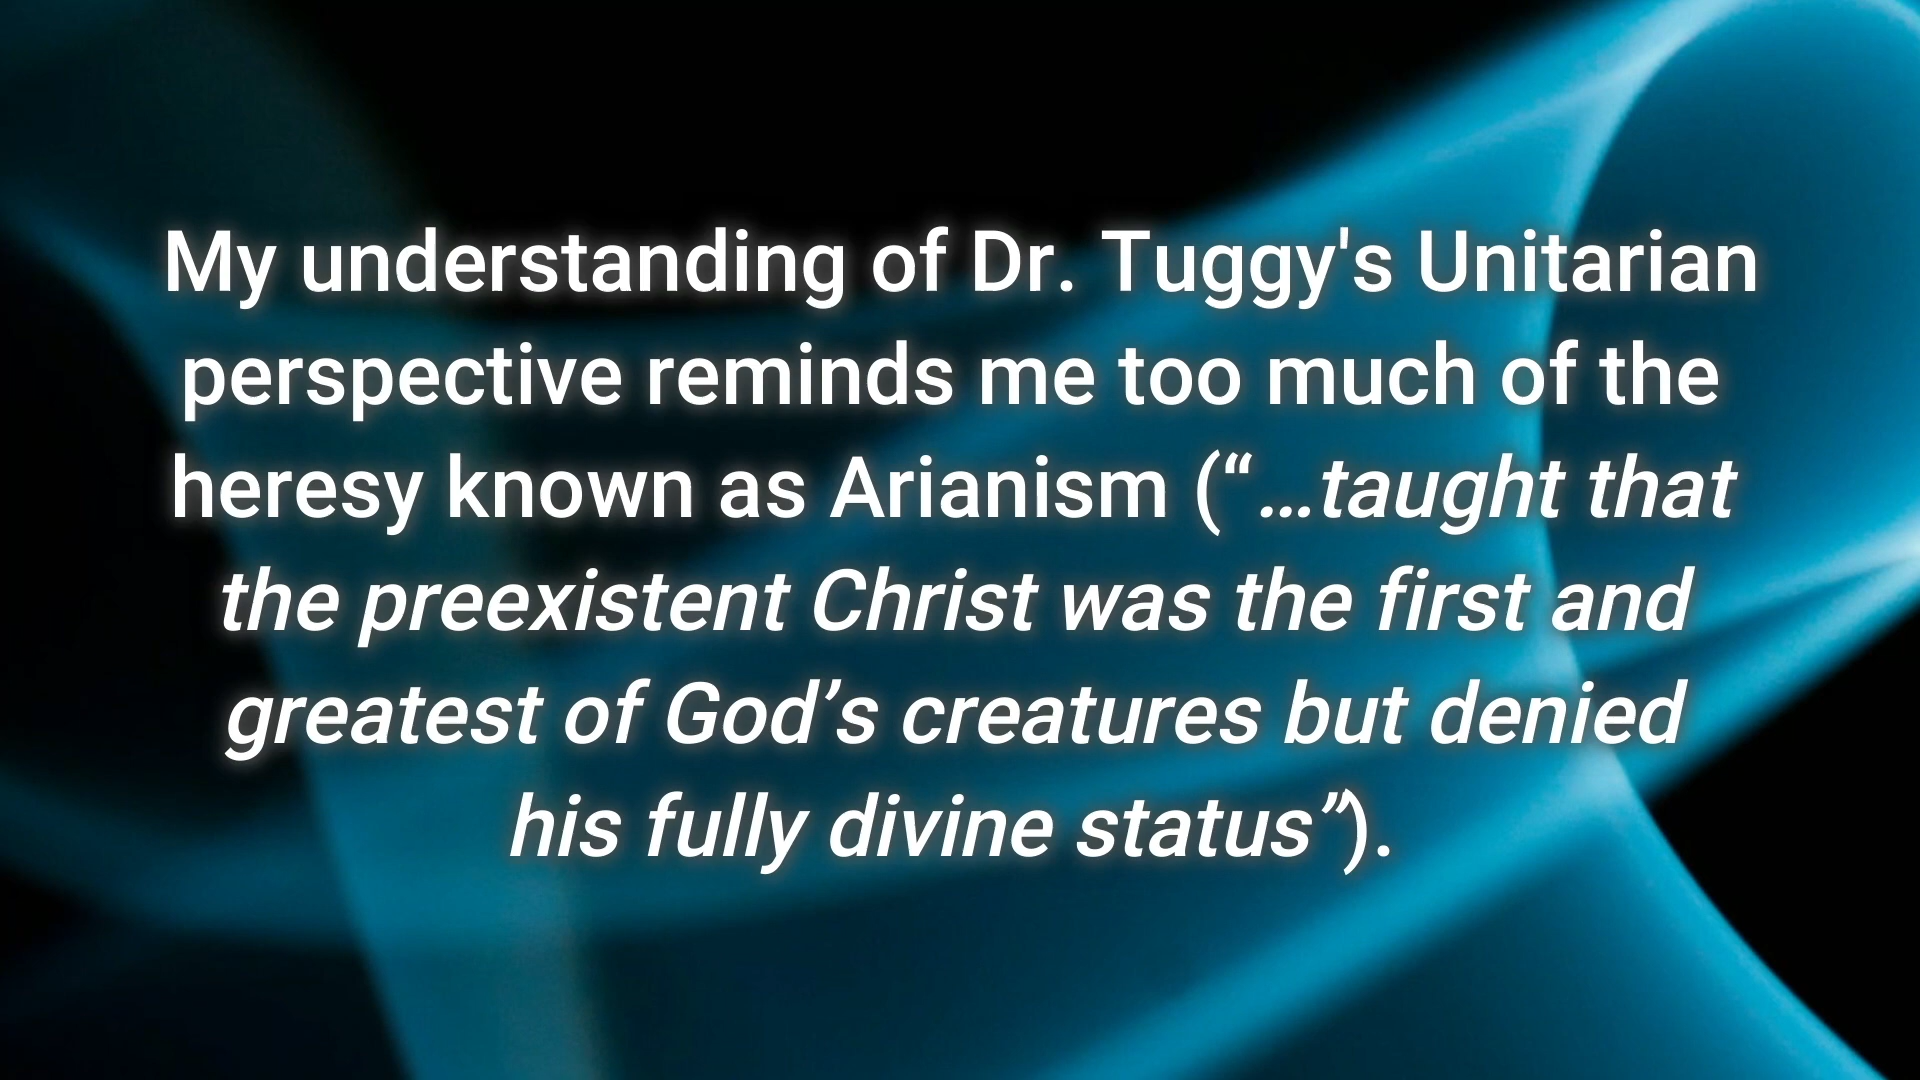 My understanding of Dr. Tuggy's Unitarian
perspective reminds me too much of the
heresy known as Arianism (“…taught that
the preexistent Christ was the first and
greatest of God’s creatures but denied
his fully divine status”).